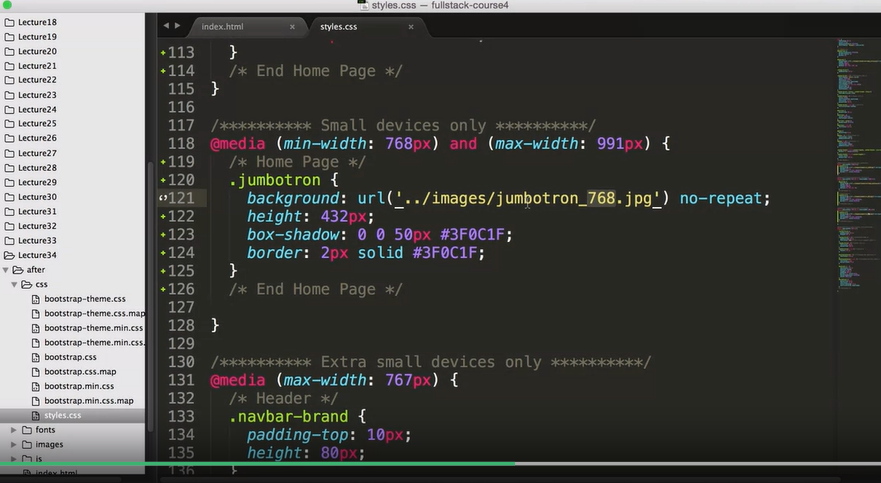 styles.css — fullstack-course4
Lecture18
Lecture19
Lecture20
Lecture21
Lecture22
Lecture23
Lecture24
Lecture25
Lecture26
Lecture27
Lecture28
Lecture29
Lecture30
Lecture31
Lecture32
Lecture33
Lecture34
after
css
bootstrap-theme.css
bootstrap-theme.css.map
bootstrap-theme.min.css
bootstrap-theme.min.css.
bootstrap.css
bootstrap.css.map
bootstrap.min.css
bootstrap.min.css.map
styles.css
fonts
images
js
index.html
index.html × styles.css ×
113 }
114 /* End Home Page */
115 }
116
117 /********** Small devices only **********/
118 @media (min-width: 768px) and (max-width: 991px) {
119 /* Home Page */
120 .jumbotron {
121 background: url('../images/jumbotron_768.jpg') no-repeat;
122 height: 432px;
123 box-shadow: 0 0 50px #3F0C1F;
124 border: 2px solid #3F0C1F;
125 }
126 /* End Home Page */
127
128 }
129
130 /********** Extra small devices only **********/
131 @media (max-width: 767px) {
132 /* Header */
133 .navbar-brand {
134 padding-top: 10px;
135 height: 80px;
136 }